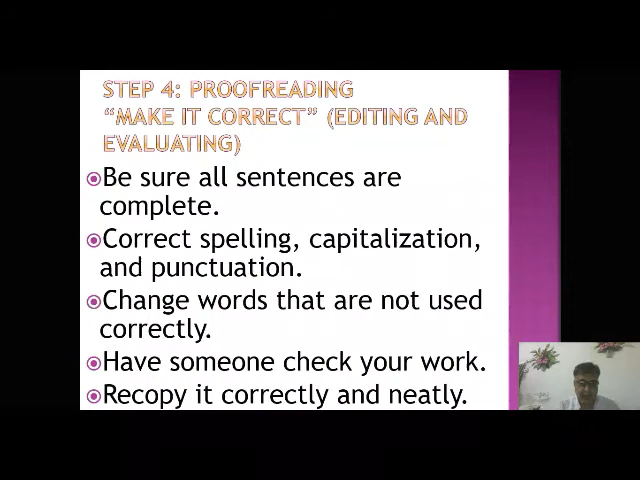 STEP 4: PROOFREADING
“MAKE IT CORRECT” (EDITING AND
EVALUATING)
Be sure all sentences are
complete.
Correct spelling, capitalization,
and punctuation.
Change words that are not used
correctly.
Have someone check your work.
Recopy it correctly and neatly.